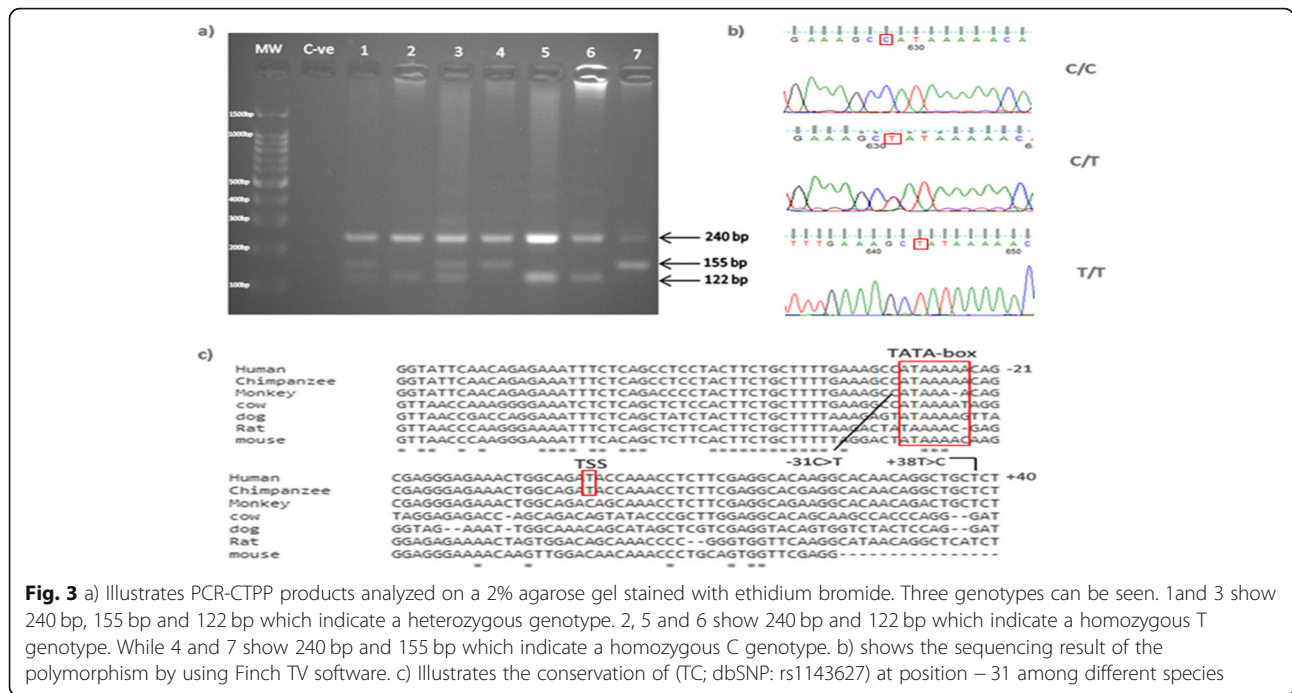 a)
MW C-ve 1 2 3 4 5 6 7
1500bp
1000bp
500bp
400bp
300bp
200bp
100bp
240 bp
155 bp
122 bp
b)
G A A A G C C A T A A A A A C A
630
C/C
G A A A G C T A T A A A A A C A
630 6
C/T
T T T G A A A G C T A T A A A A A C
640 650
T/T
c)
TATA-box
Human GGTATTCAACAGAGAAATTTCTCAGCCTCCTACTTCTGCTTTTGAAAGCCATAAAAACAG -21
Chimpanzee GGTATTCAACAGAGAAATTTCTCAGCCTCCTACTTCTGCTTTTGAAAGCCATAAAAACAG
Monkey GGTATTCAACAGAGAAATTTCTCAGACCCCTACTTCTGCTTTTGAAAGCCATAAAA-ACAG
cow GTTAACCAAAGGGGAAATCTCTCAGCTCTCCACTTCTGCTTTTGAAGGCCATAAAATAGG
dog GTTAACCGACCAGGAAATTTCTCAGCTATCTACTTCTGCTTTTAAAGAGTATAAAAGTTA
Rat GTTAACCCAAGGGAAAATTTCTCAGCTCTTCACTTCTGCTTTTTAAGACTATAAAAC-GAG
mouse GTTAACCCAAGGGAAAATTTCACAGCTCTTCACTTCTGCTTTTTAGGACTATAAAACAAG
TSS
-31C>T
+38T>C
Human CGAGGGAGAAACTGGCAGATACCAAACCTCTTCGAGGCACAAGGCACAACAGGCTGCTCT +40
Chimpanzee CGAGGGAGAAACTGGCAGATACCAAACCTCTTCGAGGCACAAGGCACAACAGGCTGCTCT
Monkey CGAGGGAGAAACTGGCAGACAGCAAACCTCTTCGAGGCACAGAAGGCACAACAGACTGCTCT
cow TAGGAGAGACC-AGCAGACAGTATACCCGCTTGGAGGCACAGCAAGCCACCCAGG--GAT
dog GGTAG--AAAT-TGGCAAACAGCATAGCTCGTCGAGGTACAGTGGTCTACTCCAG--GAT
Rat GGAGAGAAAACTAGTGGACAGCAAACCCC--GGGTGGTTCAAGGCATAACAGGCTCATCT
mouse GGAGGGAAAACAAGTTGGACAACAAACCCTGCAGTGGTTCGAGG----------------
Fig. 3 a) Illustrates PCR-CTPP products analyzed on a 2% agarose gel stained with ethidium bromide. Three genotypes can be seen. 1and 3 show
240 bp, 155 bp and 122 bp which indicate a heterozygous genotype. 2, 5 and 6 show 240 bp and 122 bp which indicate a homozygous T
genotype. While 4 and 7 show 240 bp and 155 bp which indicate a homozygous C genotype. b) shows the sequencing result of the
polymorphism by using Finch TV software. c) Illustrates the conservation of (TC; dbSNP: rs1143627) at position − 31 among different species